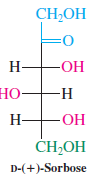 CH₂OH
=O
H OH
HO H
H OH
CH₂OH
D-(+)-Sorbose